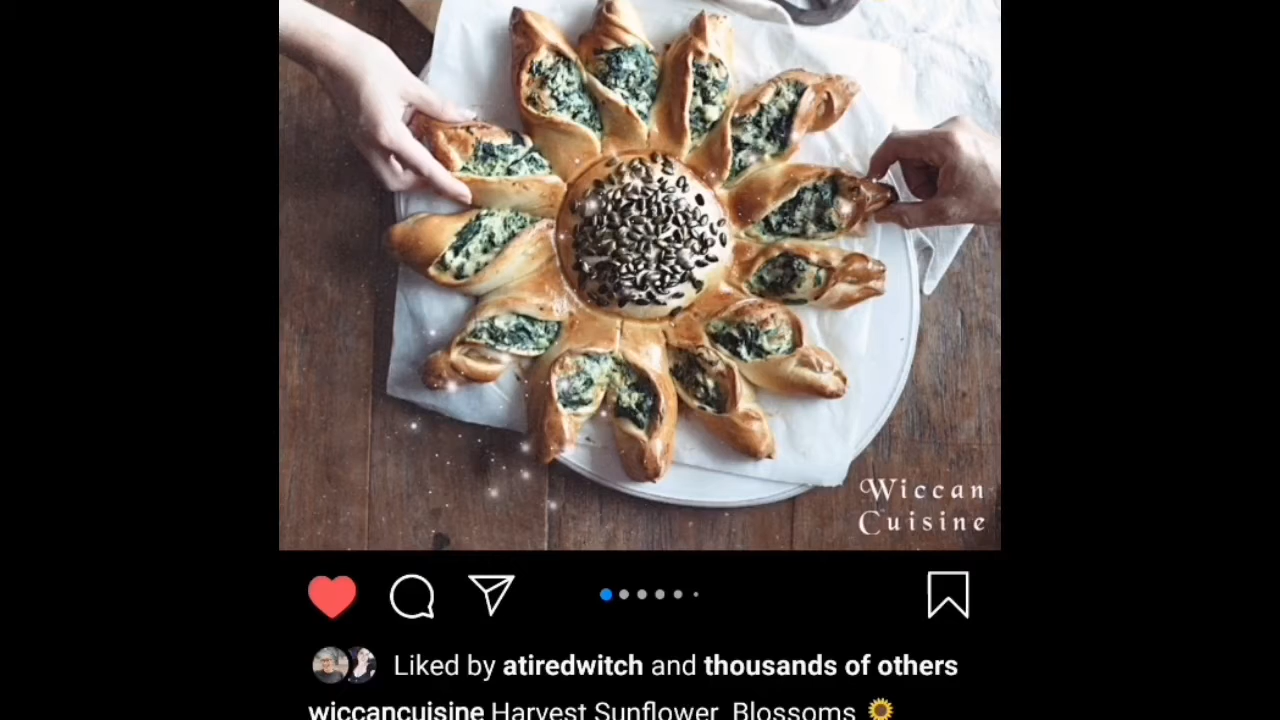 Wiccan
Cuisine
Liked by atiredwitch and thousands of others
wiccancuisine Harvest Sunflower Blossoms 🌻